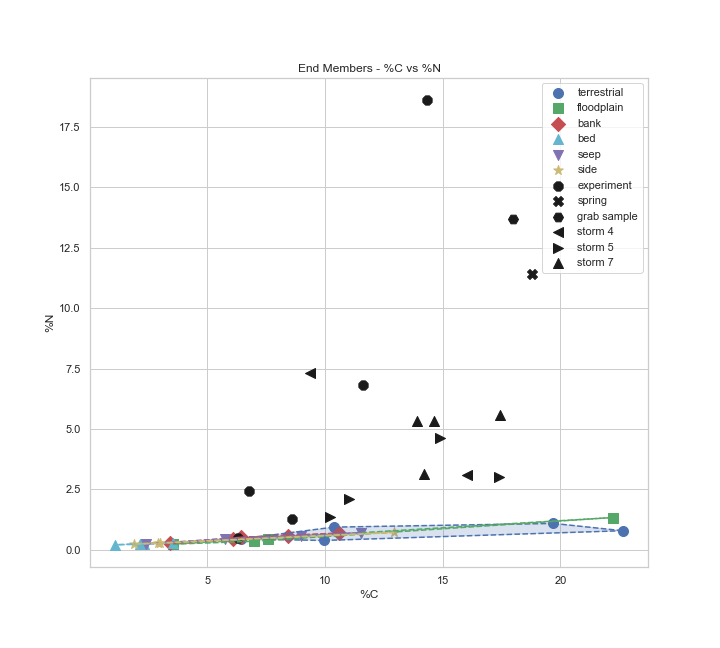 End Members - %C vs %N
terrestrial
floodplain
bank
bed
seep
side
experiment
spring
grab sample
storm 4
storm 5
storm 7
%N
17.5
15.0
12.5
10.0
7.5
5.0
2.5
0.0
5
10
15
20
%C